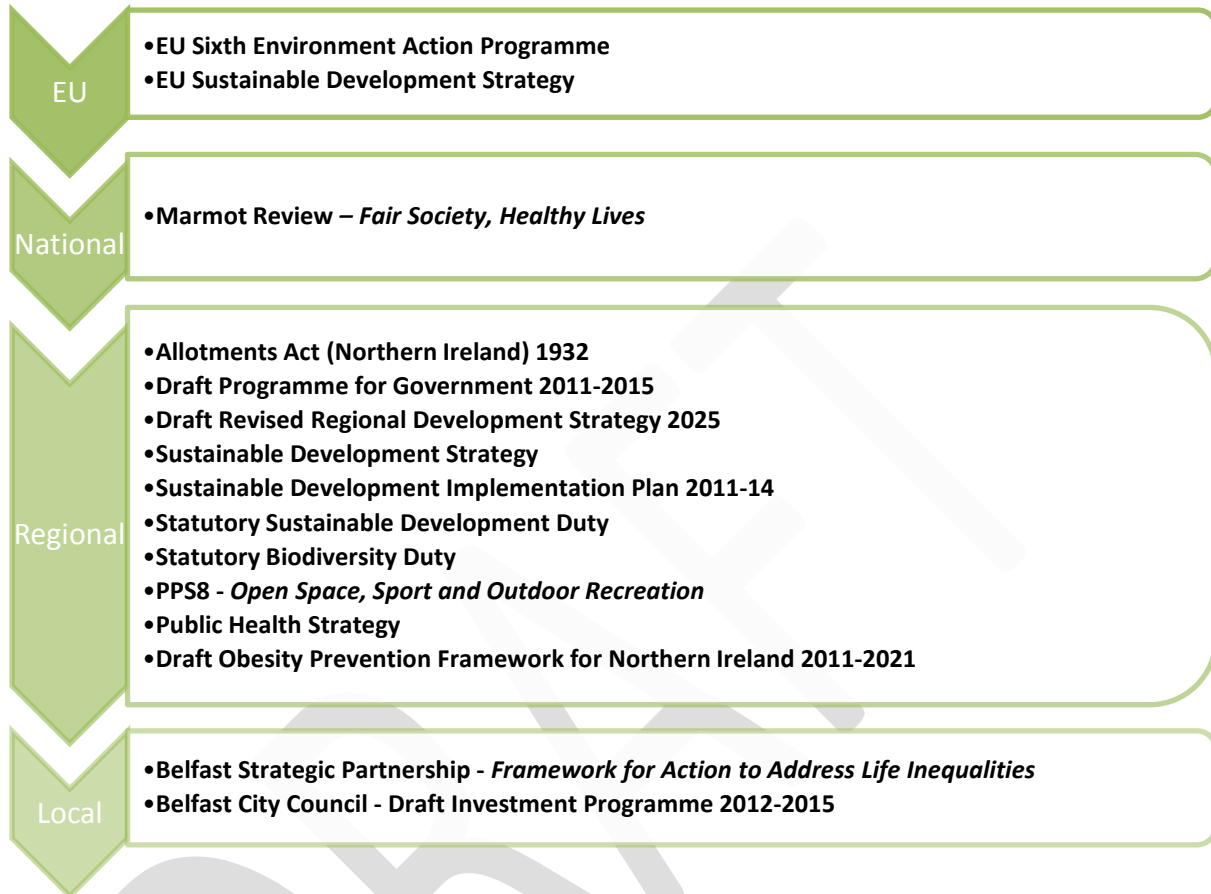 EU
•EU Sixth Environment Action Programme
•EU Sustainable Development Strategy
National
•Marmot Review – Fair Society, Healthy Lives
Regional
•Allotments Act (Northern Ireland) 1932
•Draft Programme for Government 2011-2015
•Draft Revised Regional Development Strategy 2025
•Sustainable Development Strategy
•Sustainable Development Implementation Plan 2011-14
•Statutory Sustainable Development Duty
•Statutory Biodiversity Duty
•PPS8 - Open Space, Sport and Outdoor Recreation
•Public Health Strategy
•Draft Obesity Prevention Framework for Northern Ireland 2011-2021
Local
•Belfast Strategic Partnership - Framework for Action to Address Life Inequalities
•Belfast City Council - Draft Investment Programme 2012-2015
DRAFT